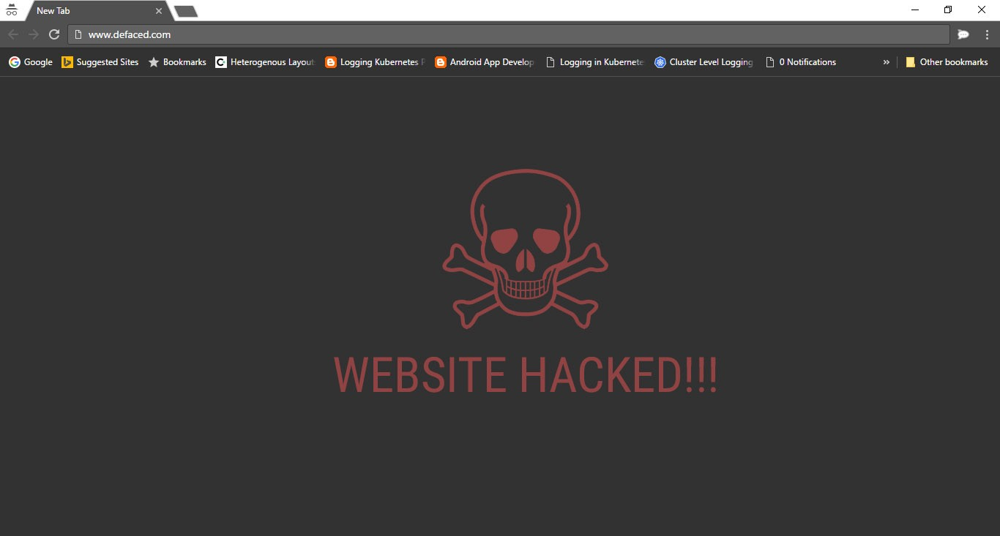 New Tab
www.defaced.com
Google Suggested Sites Bookmarks Heterogenous Layout Logging Kubernetes P Android App Develop Logging in Kubernete Cluster Level Logging 0 Notifications » Other bookmarks
WEBSITE HACKED!!!